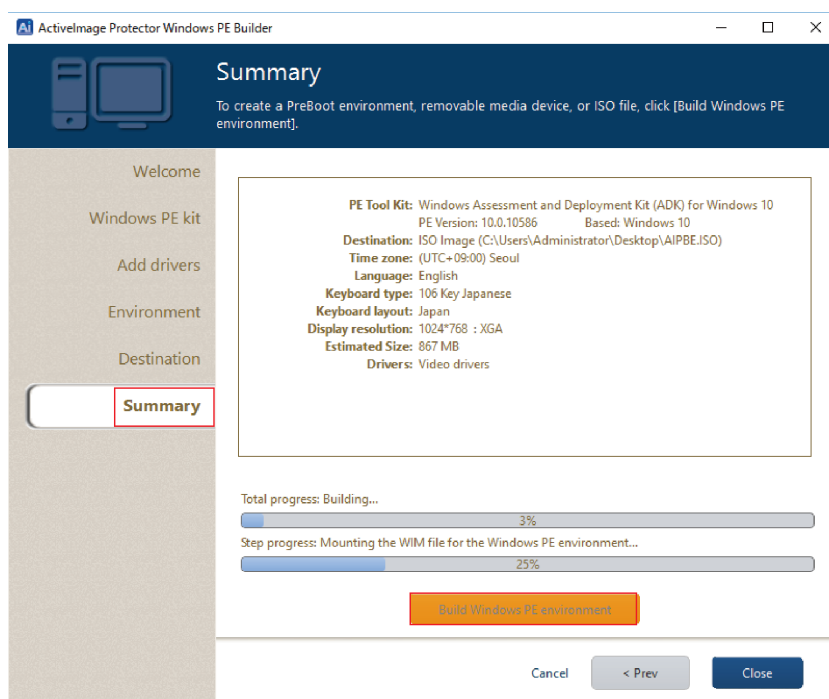 ActiveImage Protector Windows PE Builder
Summary
To create a PreBoot environment, removable media device, or ISO file, click [Build Windows PE
environment].
Welcome
Windows PE kit
Add drivers
Environment
Destination
Summary
PE Tool Kit: Windows Assessment and Deployment Kit (ADK) for Windows 10
PE Version: 10.0.10586 Based: Windows 10
Destination: ISO Image (C:\Users\Administrator\Desktop\AIPBE.ISO)
Time zone: (UTC+09:00) Seoul
Language: English
Keyboard type: 106 Key Japanese
Keyboard layout: Japan
Display resolution: 1024*768 : XGA
Estimated Size: 867 MB
Drivers: Video drivers
Total progress: Building...
3%
Step progress: Mounting the WIM file for the Windows PE environment...
25%
Build Windows PE environment
Cancel
< Prev
Close